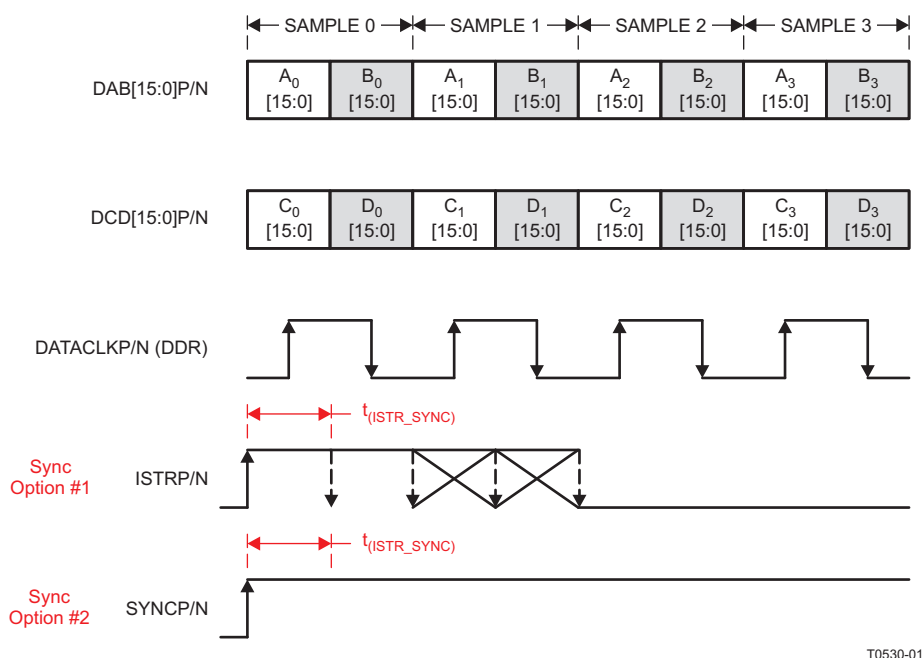 SAMPLE 0 SAMPLE 1 SAMPLE 2 SAMPLE 3
DAB[15:0]P/N
A0 B0 A1 B1 A2 B2 A3 B3
[15:0] [15:0] [15:0] [15:0] [15:0] [15:0] [15:0] [15:0]
DCD[15:0]P/N
C0 D0 C1 D1 C2 D2 C3 D3
[15:0] [15:0] [15:0] [15:0] [15:0] [15:0] [15:0] [15:0]
DATACLKP/N (DDR)
t(ISTR_SYNC)
Sync
Option #1
ISTRP/N
t(ISTR_SYNC)
Sync
Option #2
SYNCP/N
T0530-01